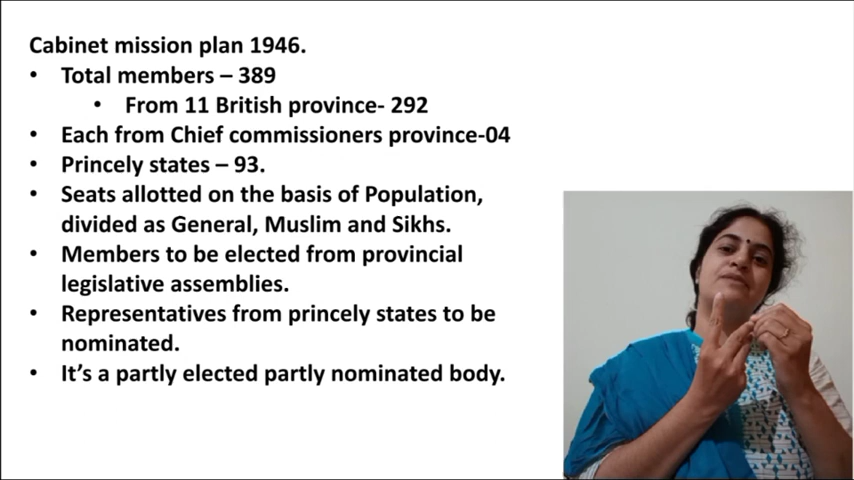 Cabinet mission plan 1946.
• Total members – 389
• From 11 British province- 292
• Each from Chief commissioners province-04
• Princely states – 93.
• Seats allotted on the basis of Population,
divided as General, Muslim and Sikhs.
• Members to be elected from provincial
legislative assemblies.
• Representatives from princely states to be
nominated.
• It’s a partly elected partly nominated body.